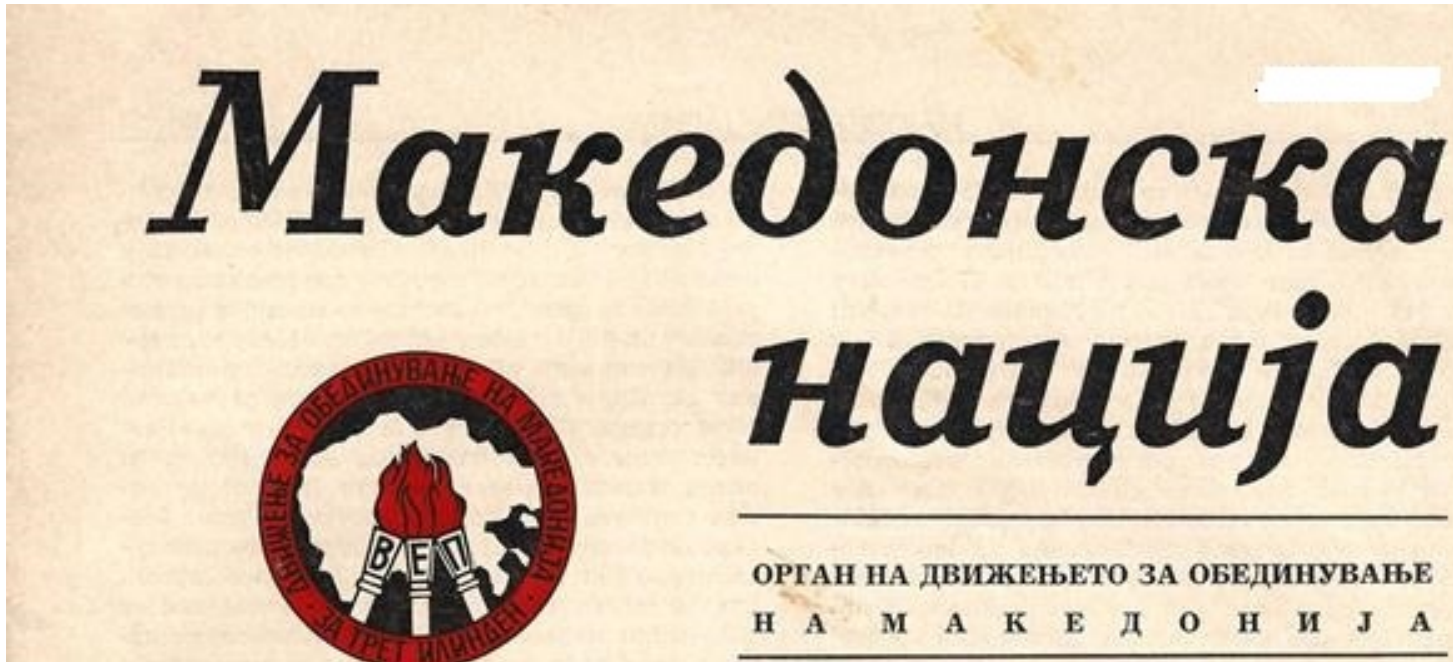 Македонска
нација
ДВИЖЕЊЕ ЗА ОБЕДИНУВАЊЕ НА МАКЕДОНИЈА
ВЕП
ЗА ТРЕТ ИЛИНДЕН
ОРГАН НА ДВИЖЕЊЕТО ЗА ОБЕДИНУВАЊЕ
НА МАКЕДОНИЈА